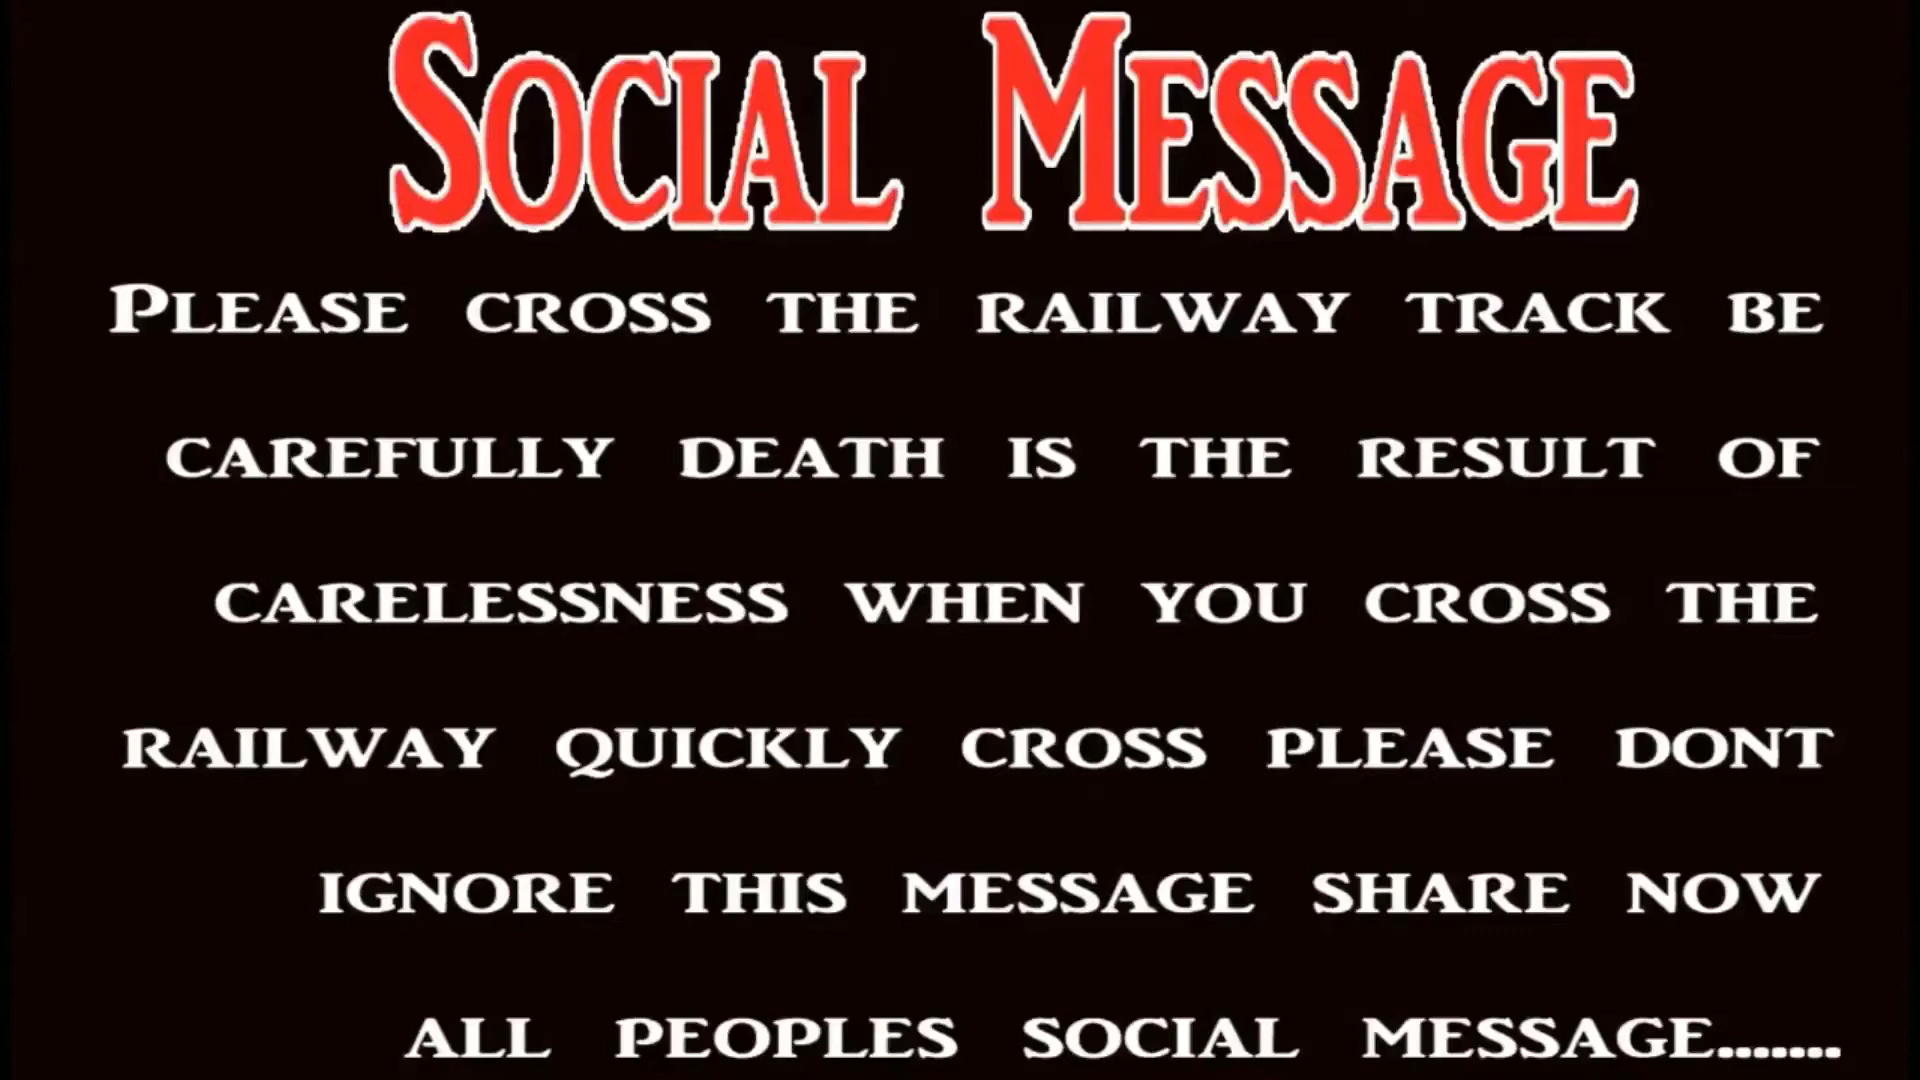 Social Message
Please cross the railway track be
carefully death is the result of
carelessness when you cross the
railway quickly cross please dont
ignore this message share now
all peoples social message.......